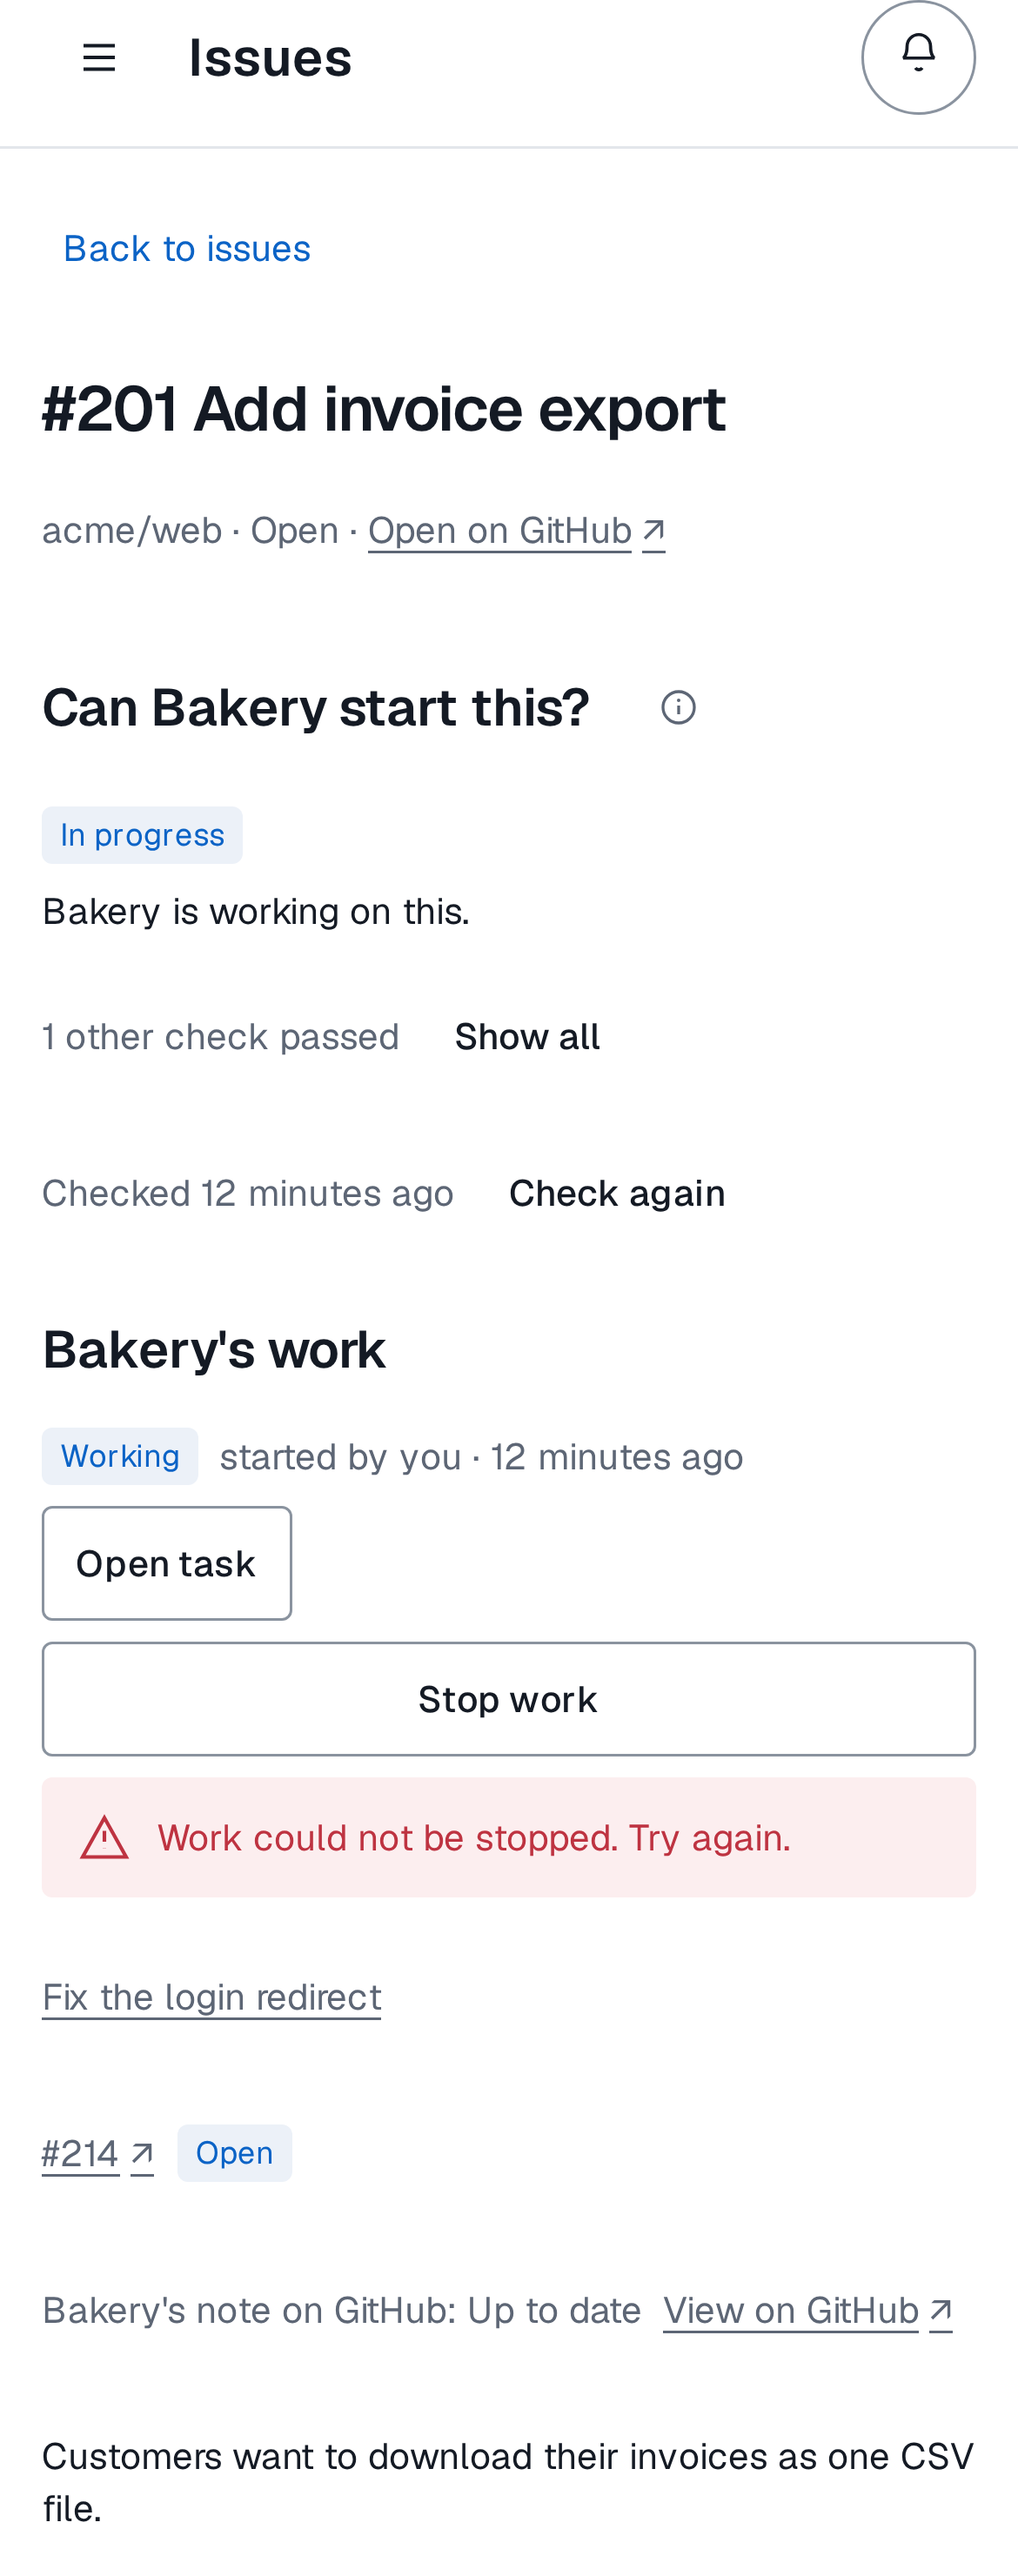 Issues
Back to issues
#201 Add invoice export
acme/web · Open · Open on GitHub ↗
Can Bakery start this?
In progress
Bakery is working on this.
1 other check passed Show all
Checked 12 minutes ago Check again
Bakery's work
Working started by you · 12 minutes ago
Open task
Stop work
Work could not be stopped. Try again.
Fix the login redirect
#214 ↗ Open
Bakery's note on GitHub: Up to date View on GitHub ↗
Customers want to download their invoices as one CSV
file.